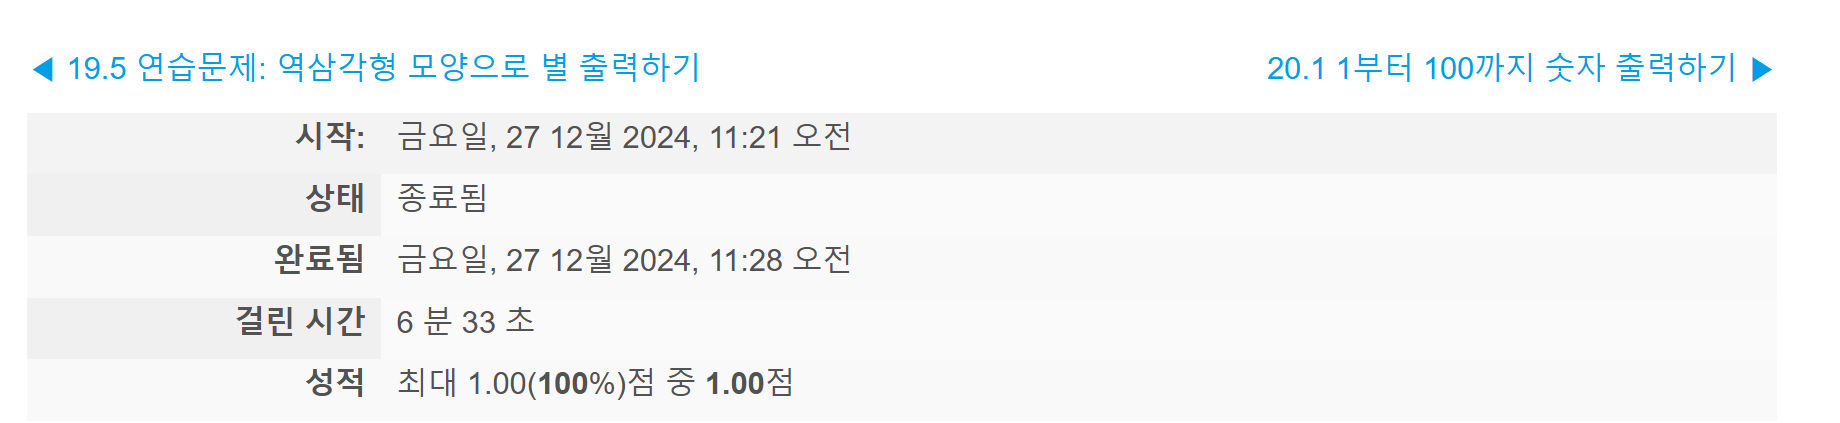 ◀ 19.5 연습문제: 역삼각형 모양으로 별 출력하기
20.1 1부터 100까지 숫자 출력하기 ▶
시작: 금요일, 27 12월 2024, 11:21 오전
상태 종료됨
완료됨 금요일, 27 12월 2024, 11:28 오전
걸린 시간 6 분 33 초
성적 최대 1.00(100%)점 중 1.00점